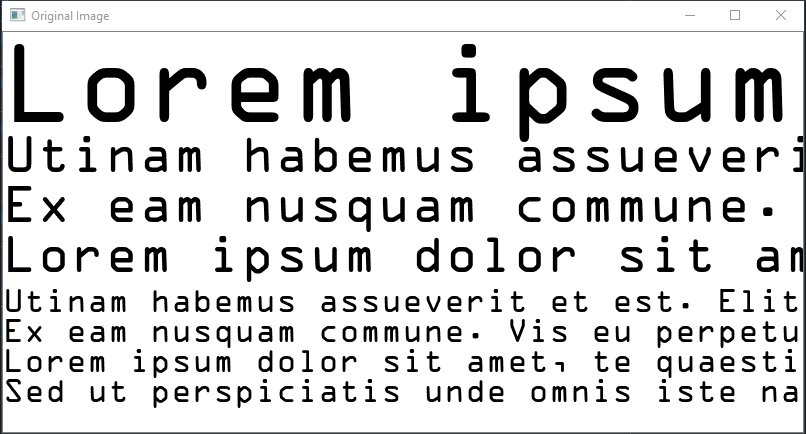 Original Image
Lorem ipsum
Utinam habemus assueveri
Ex eam nusquam commune.
Lorem ipsum dolor sit am
Utinam habemus assueverit et est. Elit
Ex eam nusquam commune. Vis eu perpetu
Lorem ipsum dolor sit amet, te quaesti
Sed ut perspiciatis unde omnis iste na